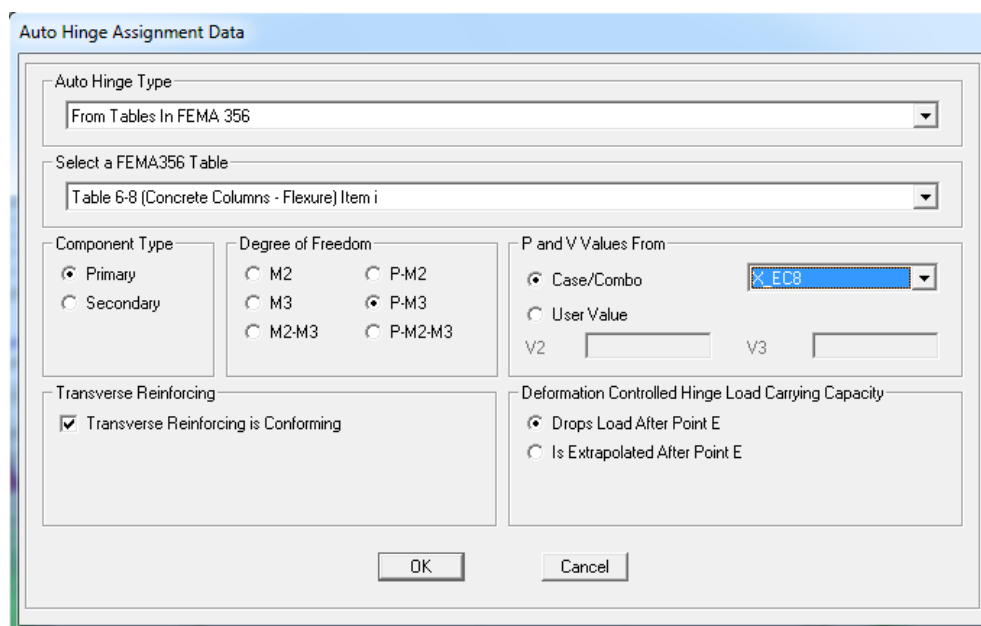 Auto Hinge Assignment Data
Auto Hinge Type
From Tables In FEMA 356
Select a FEMA356 Table
Table 6-8 (Concrete Columns - Flexure) Item i
Component Type
Primary
Secondary
Degree of Freedom
M2
P-M2
M3
P-M3
M2-M3
P-M2-M3
P and V Values From
Case/Combo
X_EC8
User Value
V2
V3
Transverse Reinforcing
Transverse Reinforcing is Conforming
Deformation Controlled Hinge Load Carrying Capacity
Drops Load After Point E
Is Extrapolated After Point E
OK
Cancel